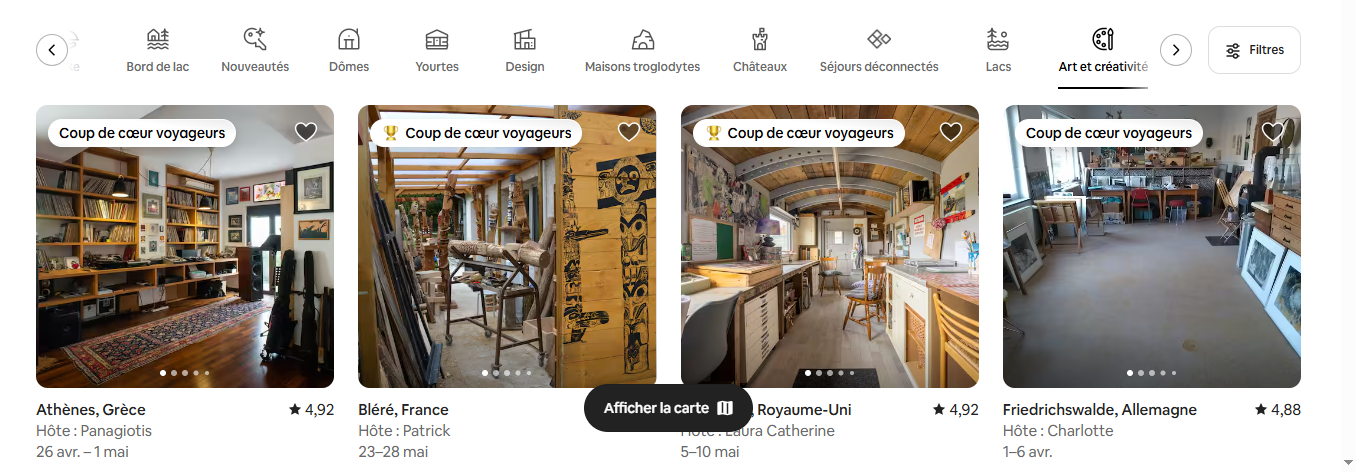 Bord de lac
Nouveautés
Dômes
Yourtes
Design
Maisons troglodytes
Châteaux
Séjours déconnectés
Lacs
Art et créativité
Filtres
Coup de cœur voyageurs
Coup de cœur voyageurs
Coup de cœur voyageurs
Coup de cœur voyageurs
Athènes, Grèce
4,92
Hôte : Panagiotis
26 avr. – 1 mai
Bléré, France
Hôte : Patrick
23–28 mai
Afficher la carte
, Royaume-Uni
4,92
Hôte : Laura Catherine
5–10 mai
Friedrichswalde, Allemagne
4,88
Hôte : Charlotte
1–6 avr.